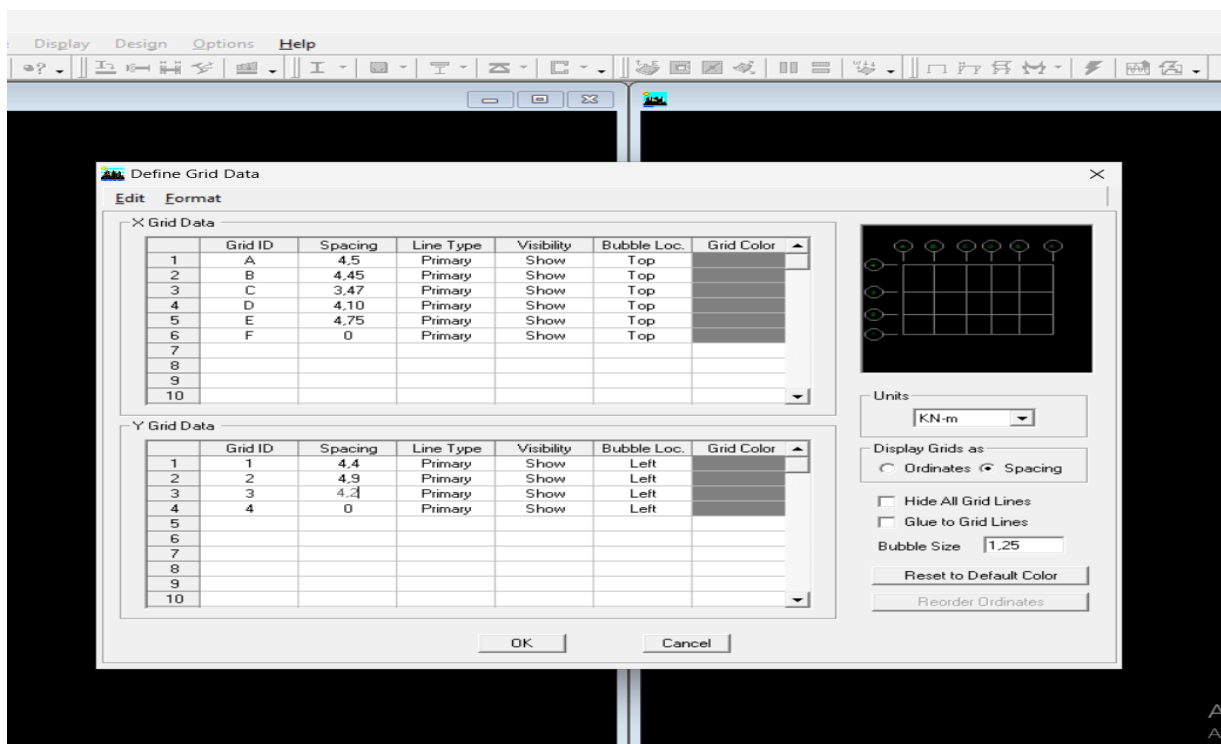 Display Design Options Help
Define Grid Data
Edit Format
X Grid Data
Grid ID Spacing Line Type Visibility Bubble Loc. Grid Color
1 A 4,5 Primary Show Top
2 B 4,45 Primary Show Top
3 C 3,47 Primary Show Top
4 D 4,10 Primary Show Top
5 E 4,75 Primary Show Top
6 F 0 Primary Show Top
7
8
9
10
Units
KN-m
Y Grid Data
Grid ID Spacing Line Type Visibility Bubble Loc. Grid Color
1 1 4,4 Primary Show Left
2 2 4,9 Primary Show Left
3 3 4,2 Primary Show Left
4 4 0 Primary Show Left
5
6
7
8
9
10
Display Grids as
Ordinates Spacing
Hide All Grid Lines
Glue to Grid Lines
Bubble Size 1,25
Reset to Default Color
Reorder Ordinates
OK Cancel